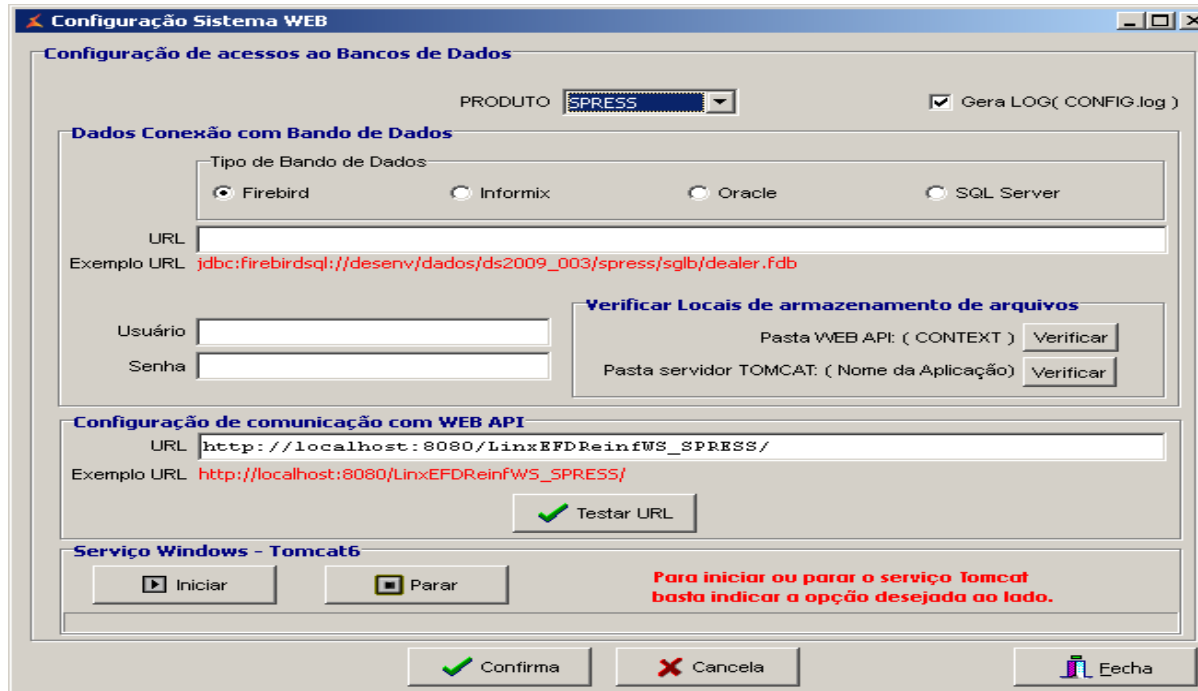 Configuração Sistema WEB
Configuração de acessos ao Bancos de Dados
PRODUTO SPRESS Gera LOG( CONFIG.log )
Dados Conexão com Bando de Dados
Tipo de Bando de Dados
Firebird Informix Oracle SQL Server
URL
Exemplo URL jdbc:firebirdsql://desenv/dados/ds2009_003/spress/sglb/dealer.fdb
Verificar Locais de armazenamento de arquivos
Usuário
Pasta WEB API: ( CONTEXT ) Verificar
Senha
Pasta servidor TOMCAT: ( Nome da Aplicação) Verificar
Configuração de comunicação com WEB API
URL http://localhost:8080/LinxEFDReinfWS_SPRESS/
Exemplo URL http://localhost:8080/LinxEFDReinfWS_SPRESS/
Testar URL
Serviço Windows - Tomcat6
Iniciar Parar
Para iniciar ou parar o serviço Tomcat
basta indicar a opção desejada ao lado.
Confirma Cancela Fecha